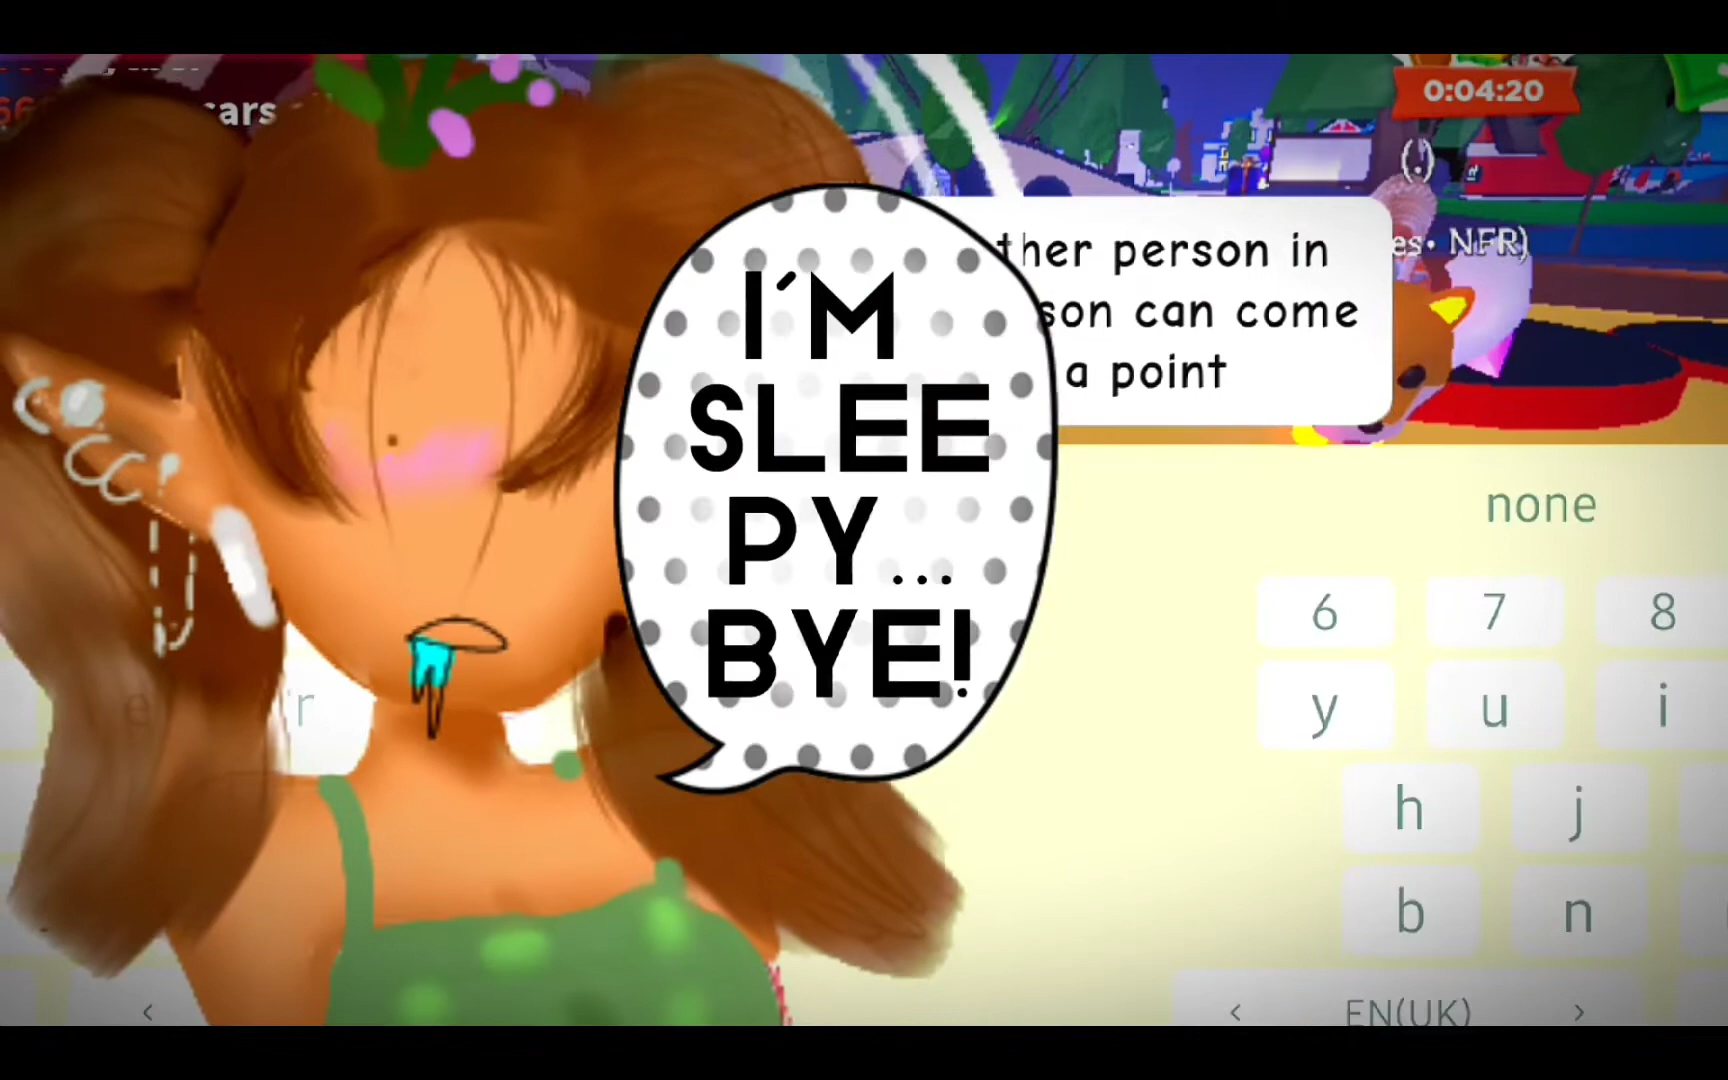 cars
0:04:20
(.)
ther person in
es• NFR)
son can come
a point
I'M
SLEE
PY...
BYE!
none
6 7 8
y u i
e r
h j
b n
< < EN(UK) >